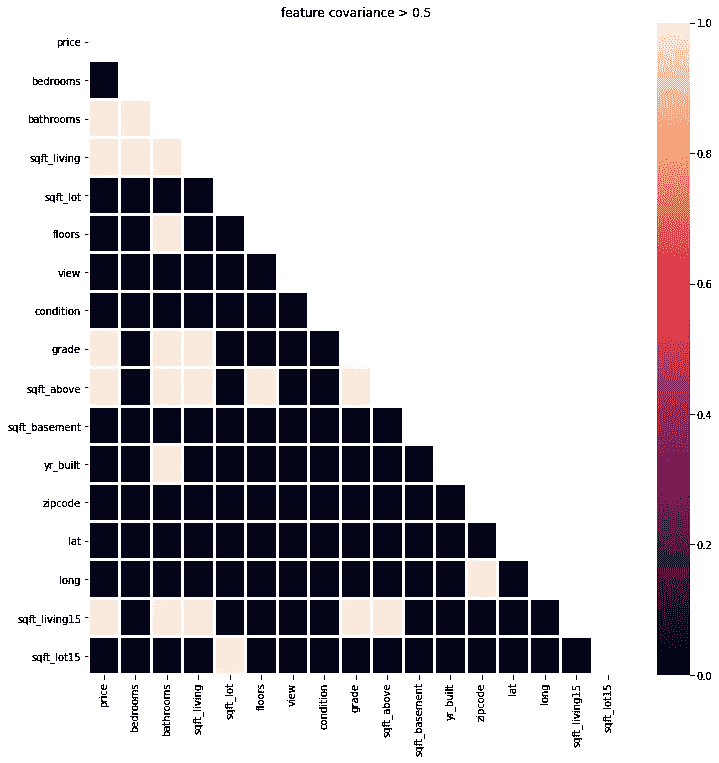 feature covariance > 0.5
price
bedrooms
bathrooms
sqft_living
sqft_lot
floors
view
condition
grade
sqft_above
sqft_basement
yr_built
zipcode
lat
long
sqft_living15
sqft_lot15
price
bedrooms
bathrooms
sqft_living
sqft_lot
floors
view
condition
grade
sqft_above
sqft_basement
yr_built
zipcode
lat
long
sqft_living15
sqft_lot15
1.0
0.8
0.6
0.4
0.2
0.0